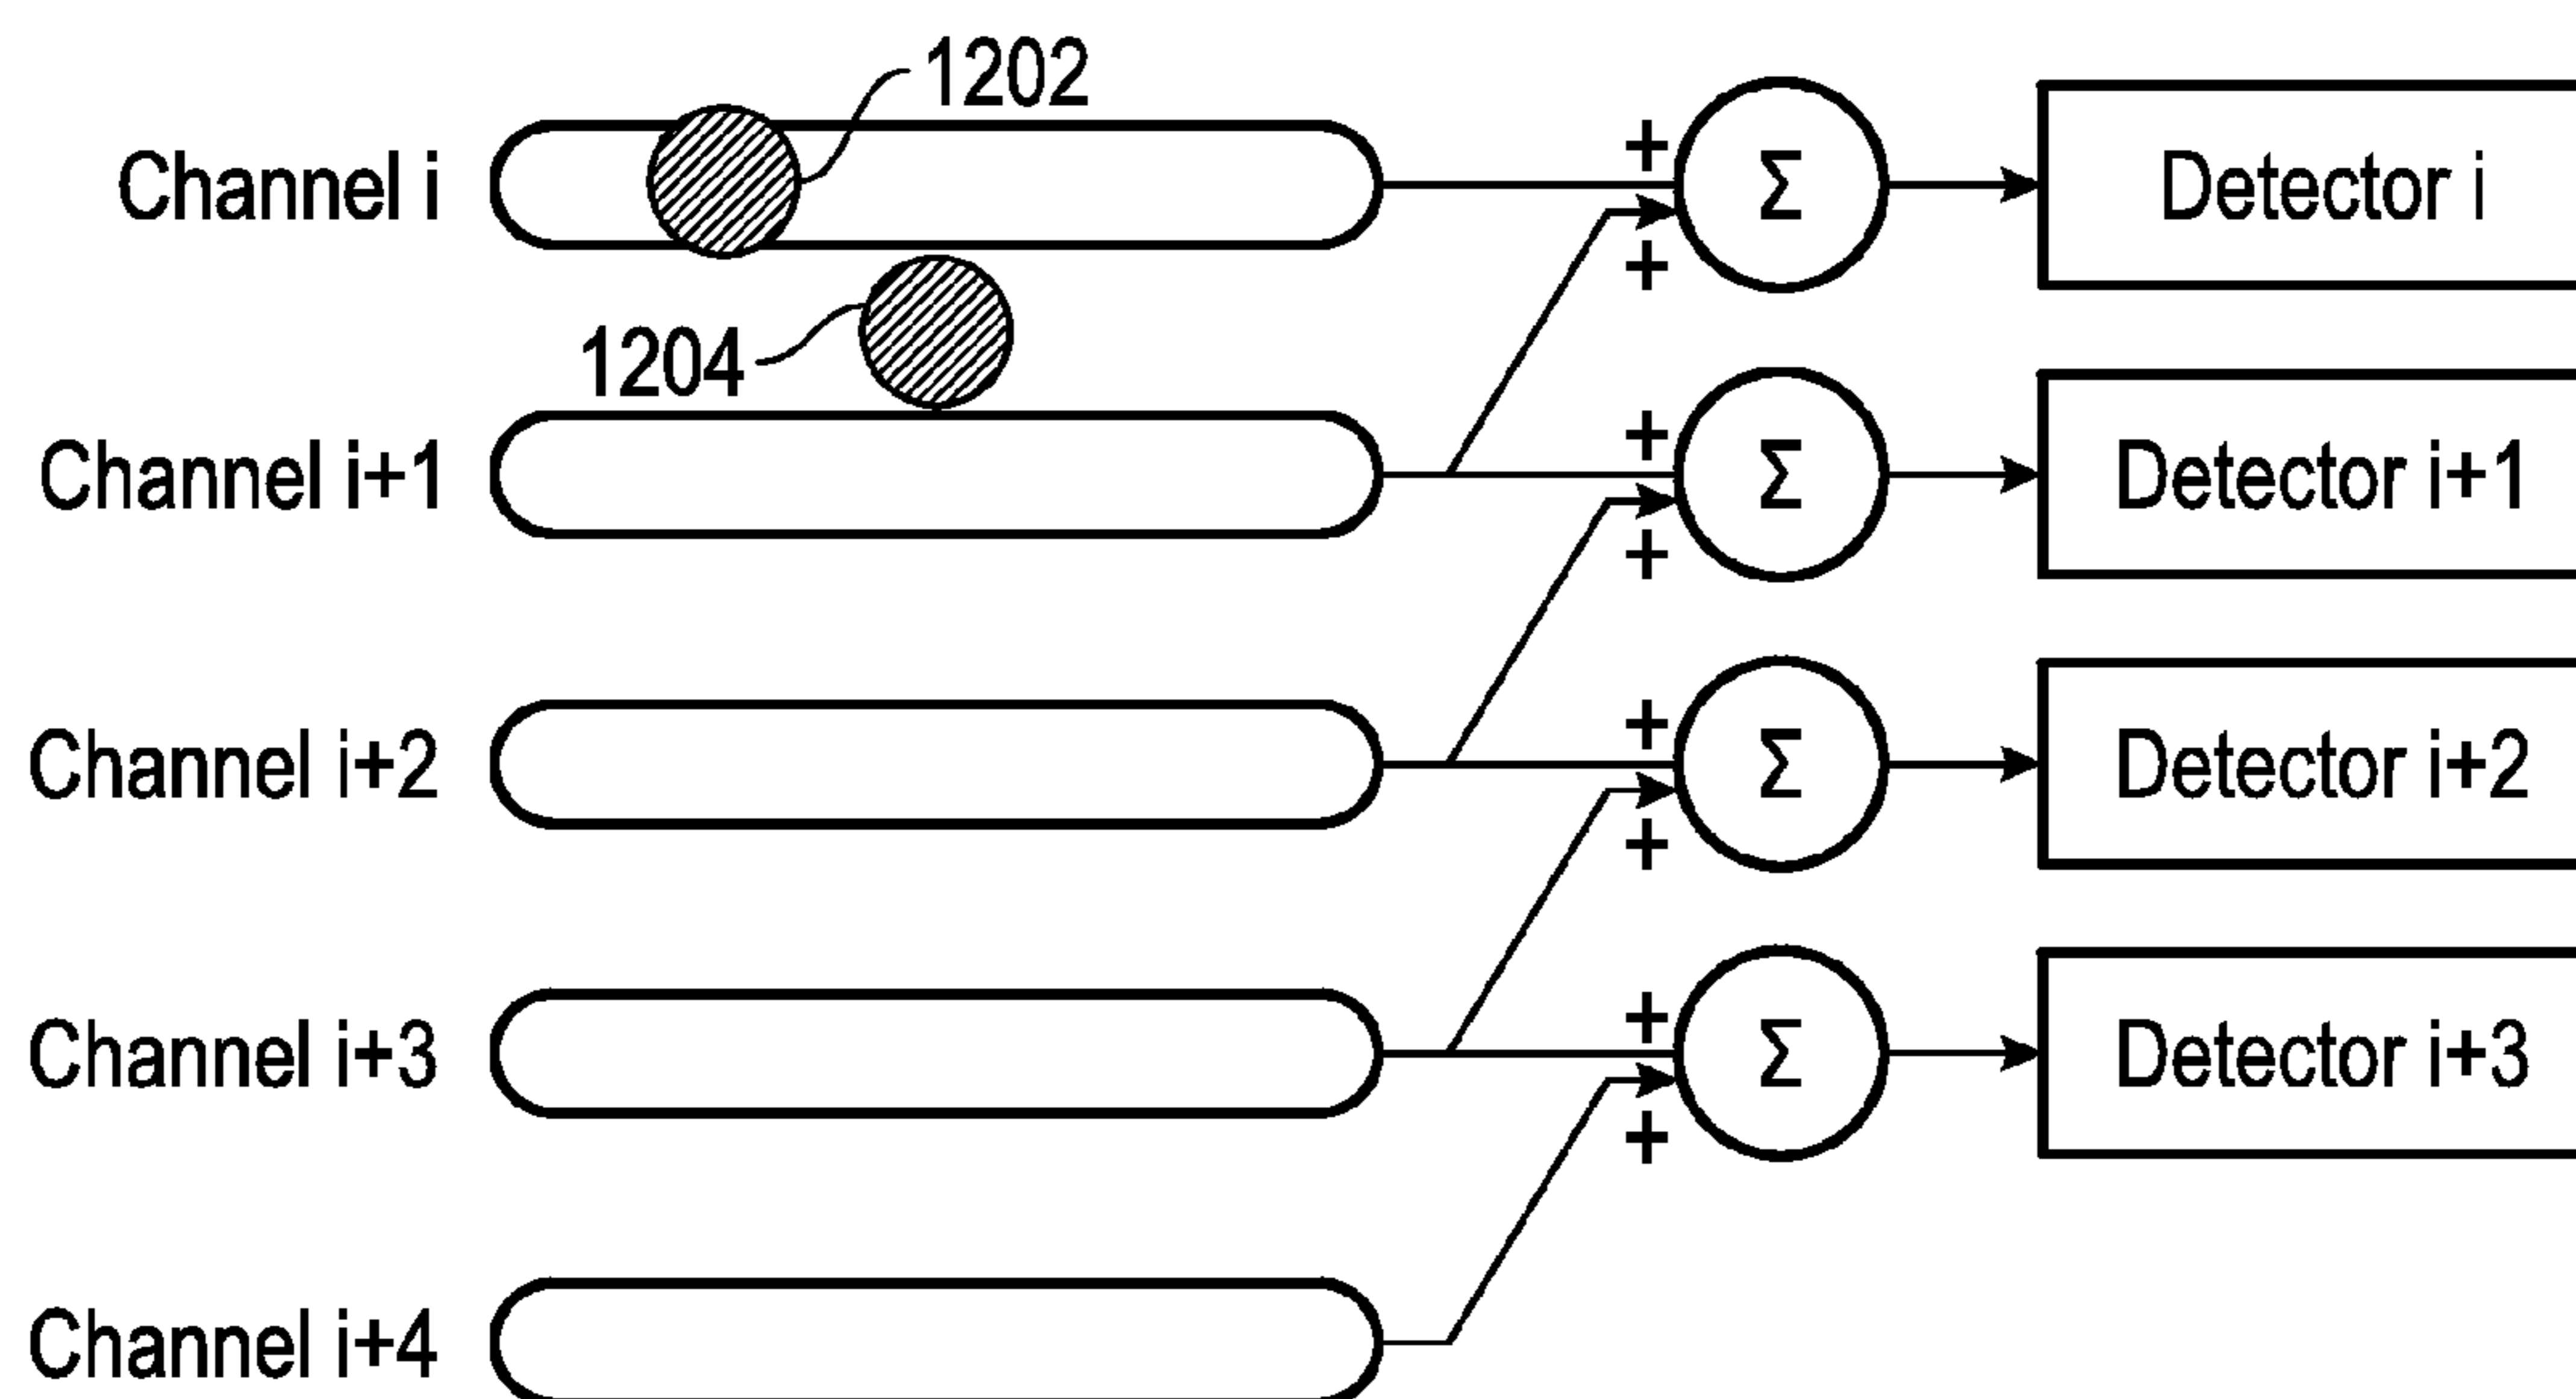 1202
+
Channel i
Σ
Detector i
+
1204
+
Channel i+1
Σ
Detector i+1
+
+
Channel i+2
Σ
Detector i+2
+
+
Channel i+3
Σ
Detector i+3
+
Channel i+4